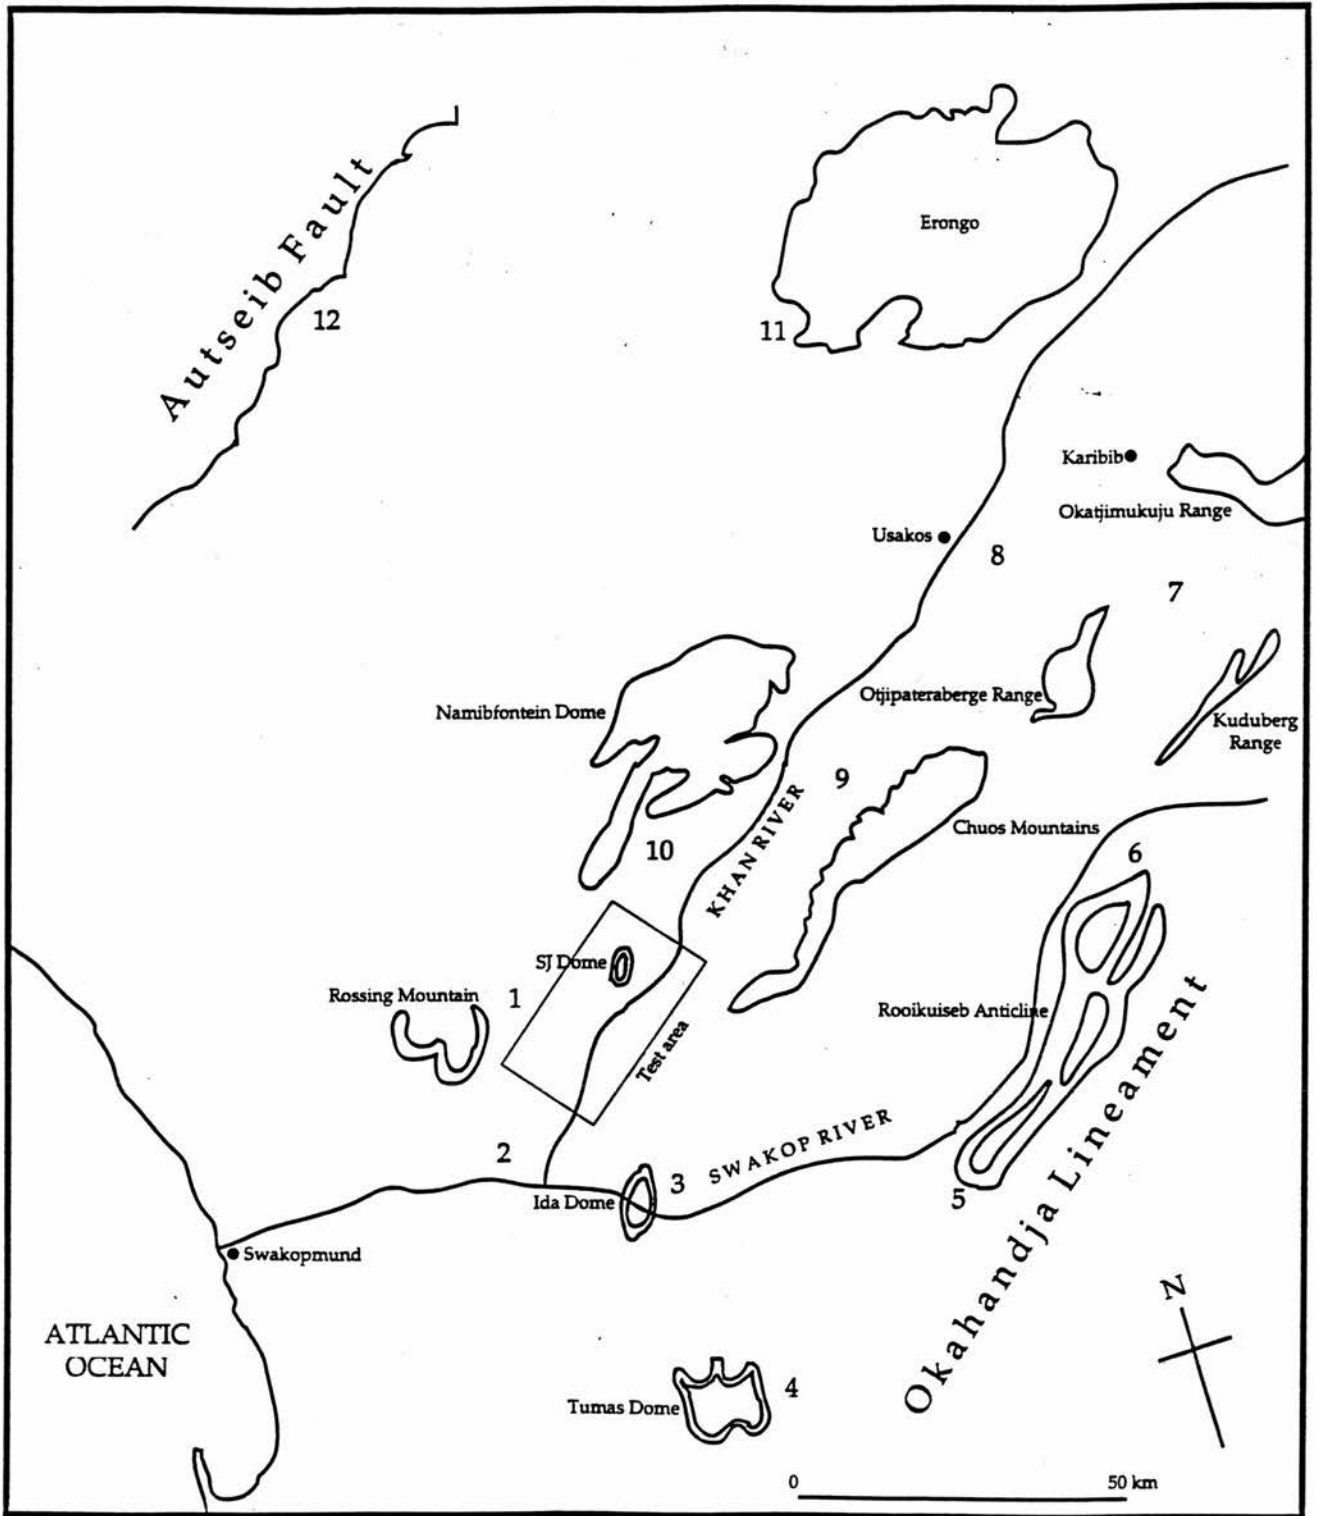 Autseib Fault
12
Erongo
11
Karibib
Okatjimukuju Range
Usakos
8
7
Otjipateraberge Range
Kuduberg
Range
Namibfontein Dome
9
KHAN RIVER
Chuos Mountains
10
6
SJ Dome
Rossing Mountain
1
Test area
Rooikuiseb Anticline
Okahandja Lineament
2
SWAKOP RIVER
3
Ida Dome
5
Swakopmund
N
ATLANTIC
OCEAN
4
Tumas Dome
0
50 km